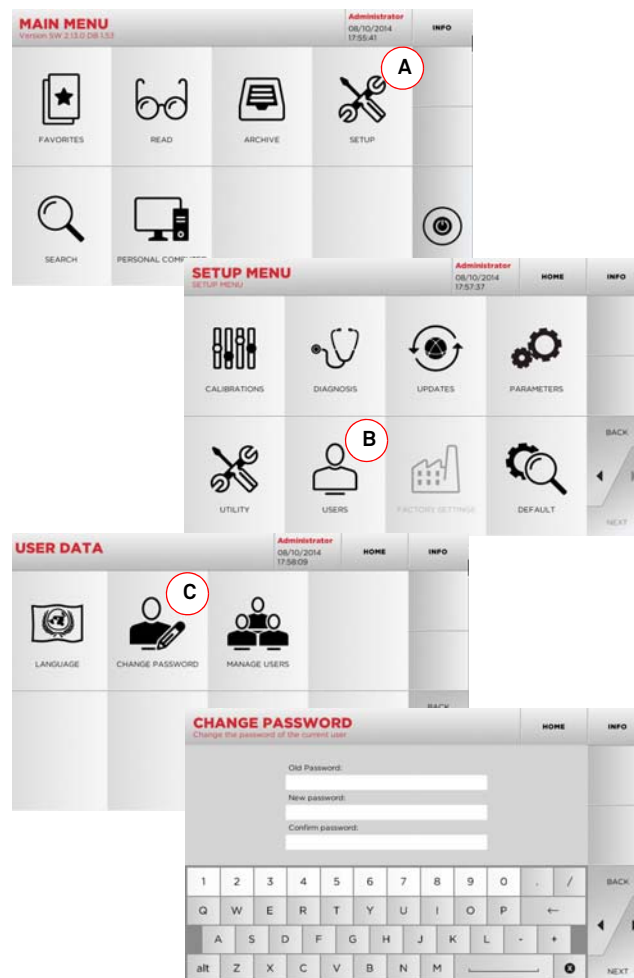 MAIN MENU
Version SW 2.13.0 DB 1.53
Administrator
08/10/2014
17:55:41
INFO
A
FAVORITES
READ
ARCHIVE
SETUP
SEARCH
PERSONAL COMPUTER
SETUP MENU
SETUP MENU
Administrator
08/10/2014
17:57:37
HOME
INFO
CALIBRATIONS
DIAGNOSIS
UPDATES
PARAMETERS
B
BACK
UTILITY
USERS
FACTORY SETTINGS
DEFAULT
NEXT
USER DATA
Administrator
08/10/2014
17:58:09
HOME
INFO
C
LANGUAGE
CHANGE PASSWORD
MANAGE USERS
BACK
CHANGE PASSWORD
Change the password of the current user
HOME
INFO
Old Password:
New password:
Confirm password:
1 2 3 4 5 6 7 8 9 0 . /
BACK
Q W E R T Y U I O P ←
A S D F G H J K L - +
alt Z X C V B N M
NEXT